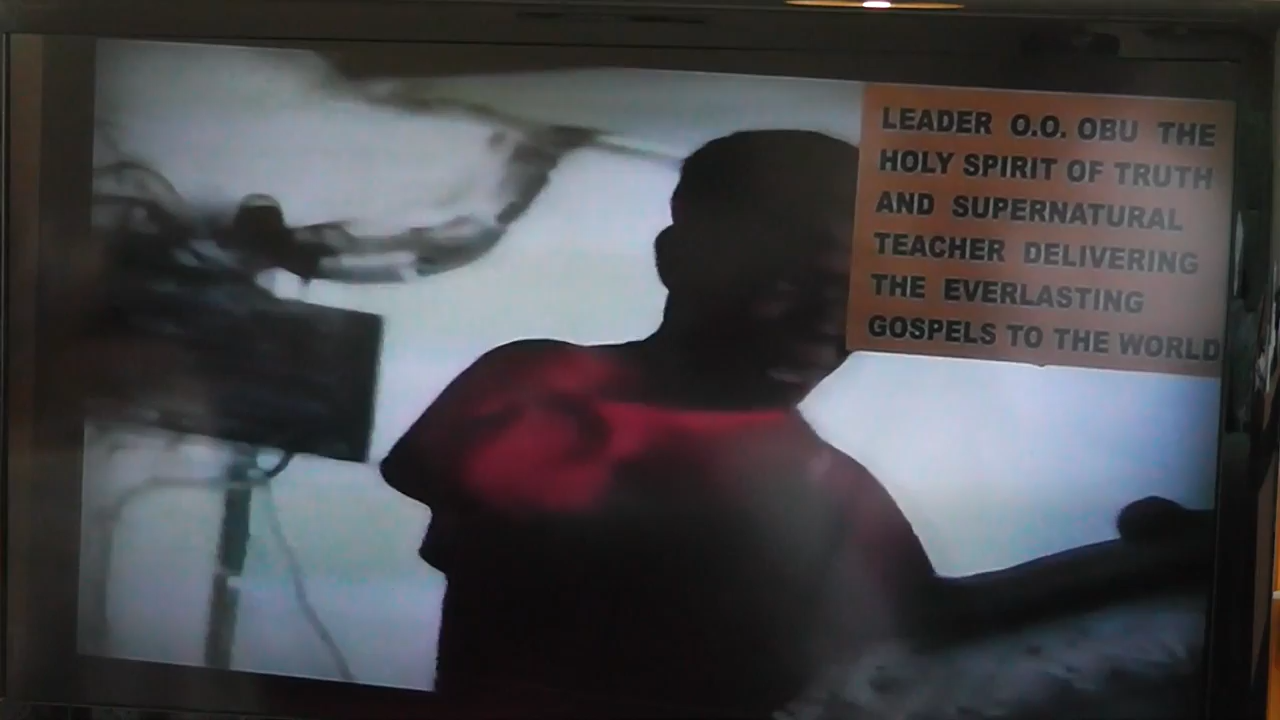 LEADER O.O. OBU THE
HOLY SPIRIT OF TRUTH
AND SUPERNATURAL
TEACHER DELIVERING
THE EVERLASTING
GOSPELS TO THE WORLD